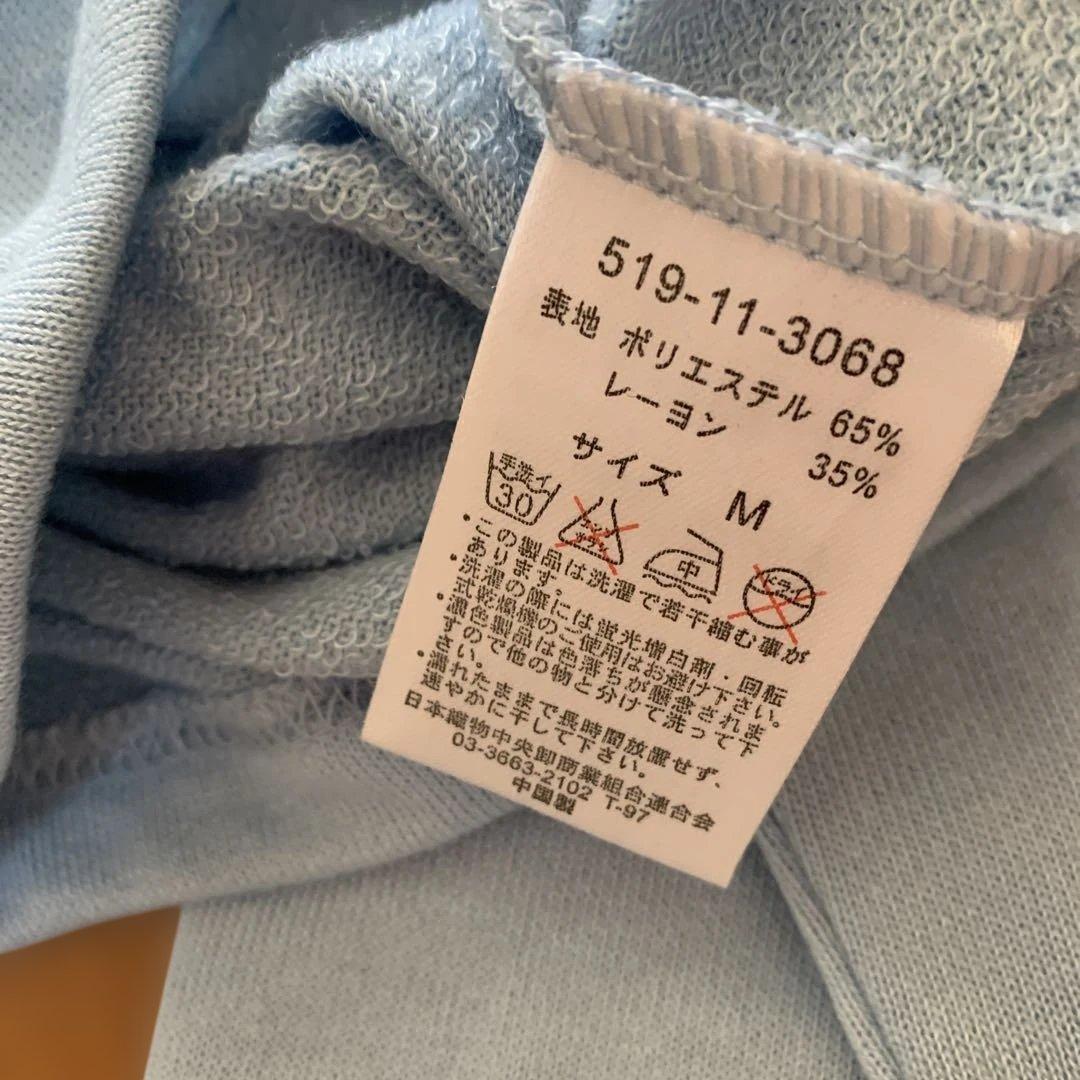 519-11-3068
表地 ポリエステル 65%
レーヨン 35%
サイズ M
手洗イ
30
中
ドライ
・この製品は洗濯で若干縮む事が
あります。
・洗濯の際には蛍光増白剤・回転
式乾燥機のご使用はお避け下さい。
・濃色製品は色落ちが懸念されま
すので他の物と分けて洗って下
さい。
・濡れたままで長時間放置せず、
速やかに干して下さい。
日本織物中央卸商業組合連合会
03-3663-2102 T-97
中国製